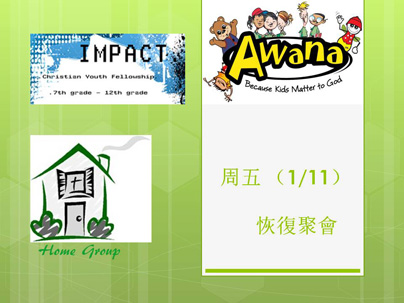 IMPACT
Christian Youth Fellowship
7th grade – 12th grade
Home Group
Awana
Because Kids Matter to God
周五 （1/11）
恢復聚會